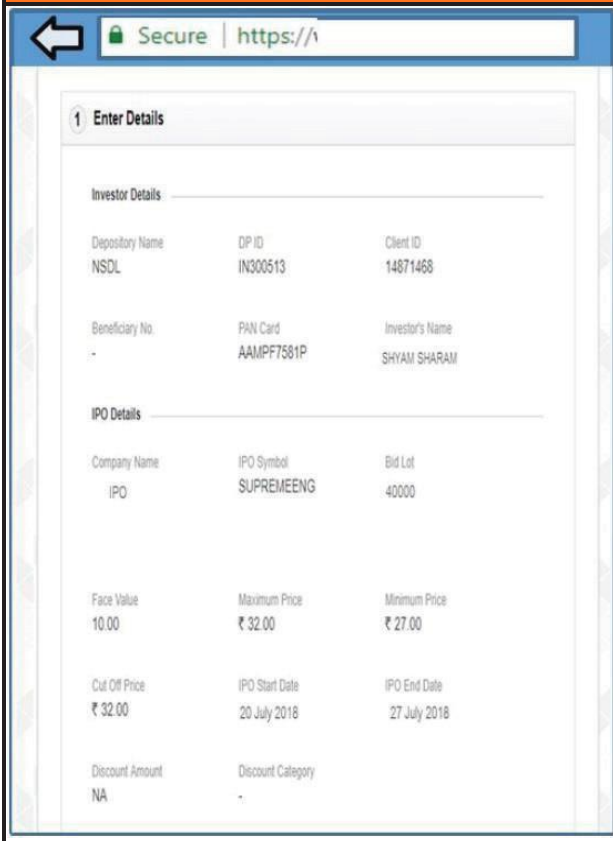 Secure | https://
1 Enter Details
Investor Details
Depository Name DP ID Client ID
NSDL IN300513 14871468
Beneficiary No. PAN Card Investor's Name
- AAMPF7581P SHYAM SHARAM
IPO Details
Company Name IPO Symbol Bid Lot
IPO SUPREMEENG 40000
Face Value Maximum Price Minimum Price
10.00 ₹ 32.00 ₹ 27.00
Cut Off Price IPO Start Date IPO End Date
₹ 32.00 20 July 2018 27 July 2018
Discount Amount Discount Category
NA -